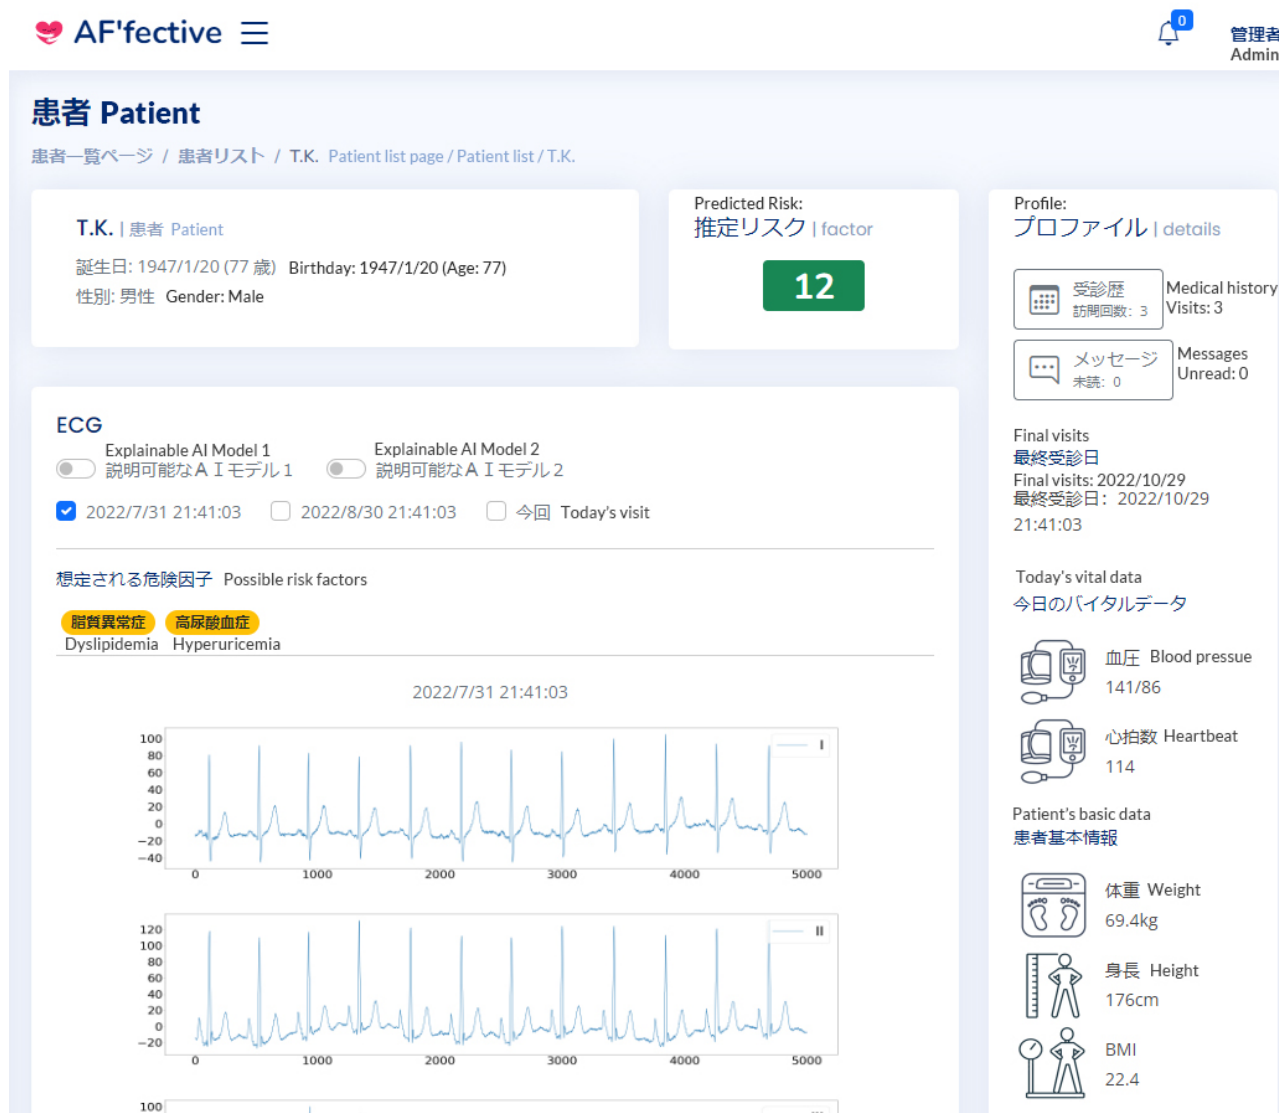 AF'fective
0
管理者
Admin
患者 Patient
患者一覧ページ / 患者リスト / T.K. Patient list page / Patient list / T.K.
T.K. | 患者 Patient
誕生日: 1947/1/20 (77 歳) Birthday: 1947/1/20 (Age: 77)
性別: 男性 Gender: Male
Predicted Risk:
推定リスク | factor
12
ECG
Explainable AI Model 1 Explainable AI Model 2
説明可能なＡＩモデル１ 説明可能なＡＩモデル２
2022/7/31 21:41:03 2022/8/30 21:41:03 今回 Today's visit
想定される危険因子 Possible risk factors
脂質異常症 高尿酸血症
Dyslipidemia Hyperuricemia
2022/7/31 21:41:03
100
80
60
40
20
0
−20
−40
I
0 1000 2000 3000 4000 5000
120
100
80
60
40
20
0
−20
II
0 1000 2000 3000 4000 5000
100
Profile:
プロファイル | details
受診歴
訪問回数: 3
Medical history
Visits: 3
メッセージ
未読: 0
Messages
Unread: 0
Final visits
最終受診日
Final visits: 2022/10/29
最終受診日: 2022/10/29
21:41:03
Today's vital data
今日のバイタルデータ
血圧 Blood pressue
141/86
心拍数 Heartbeat
114
Patient's basic data
患者基本情報
体重 Weight
69.4kg
身長 Height
176cm
BMI
22.4